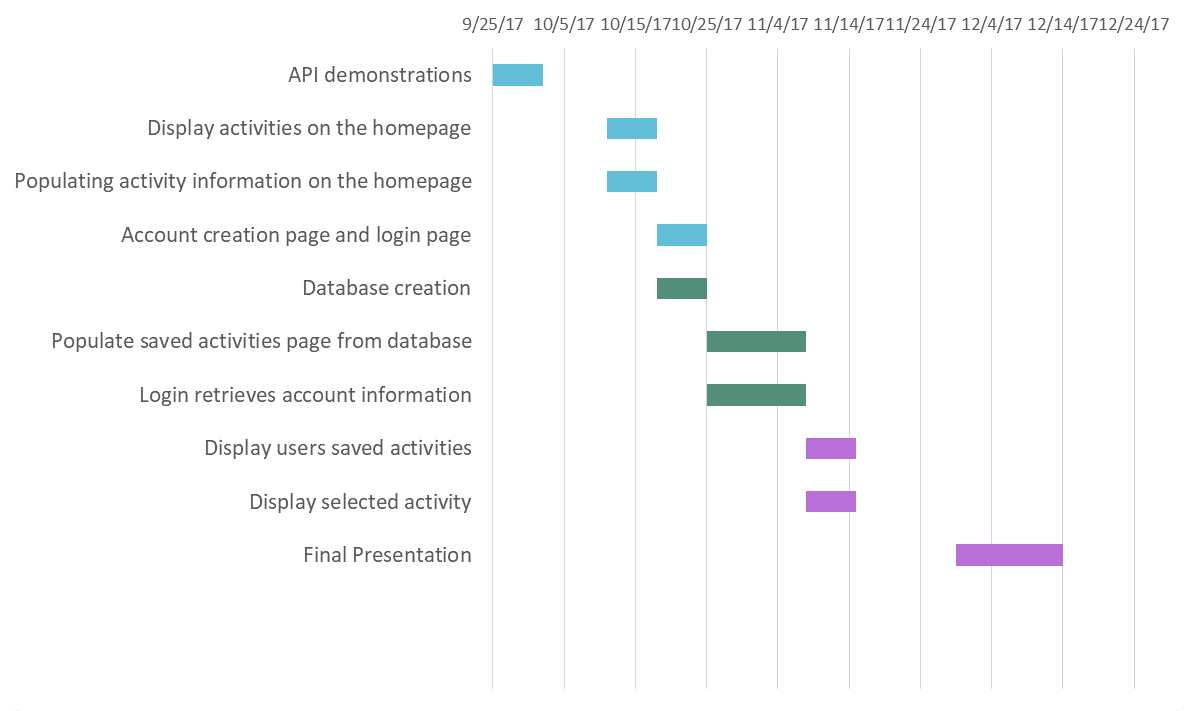 9/25/17 10/5/17 10/15/17 10/25/17 11/4/17 11/14/17 11/24/17 12/4/17 12/14/17 12/24/17
API demonstrations
Display activities on the homepage
Populating activity information on the homepage
Account creation page and login page
Database creation
Populate saved activities page from database
Login retrieves account information
Display users saved activities
Display selected activity
Final Presentation